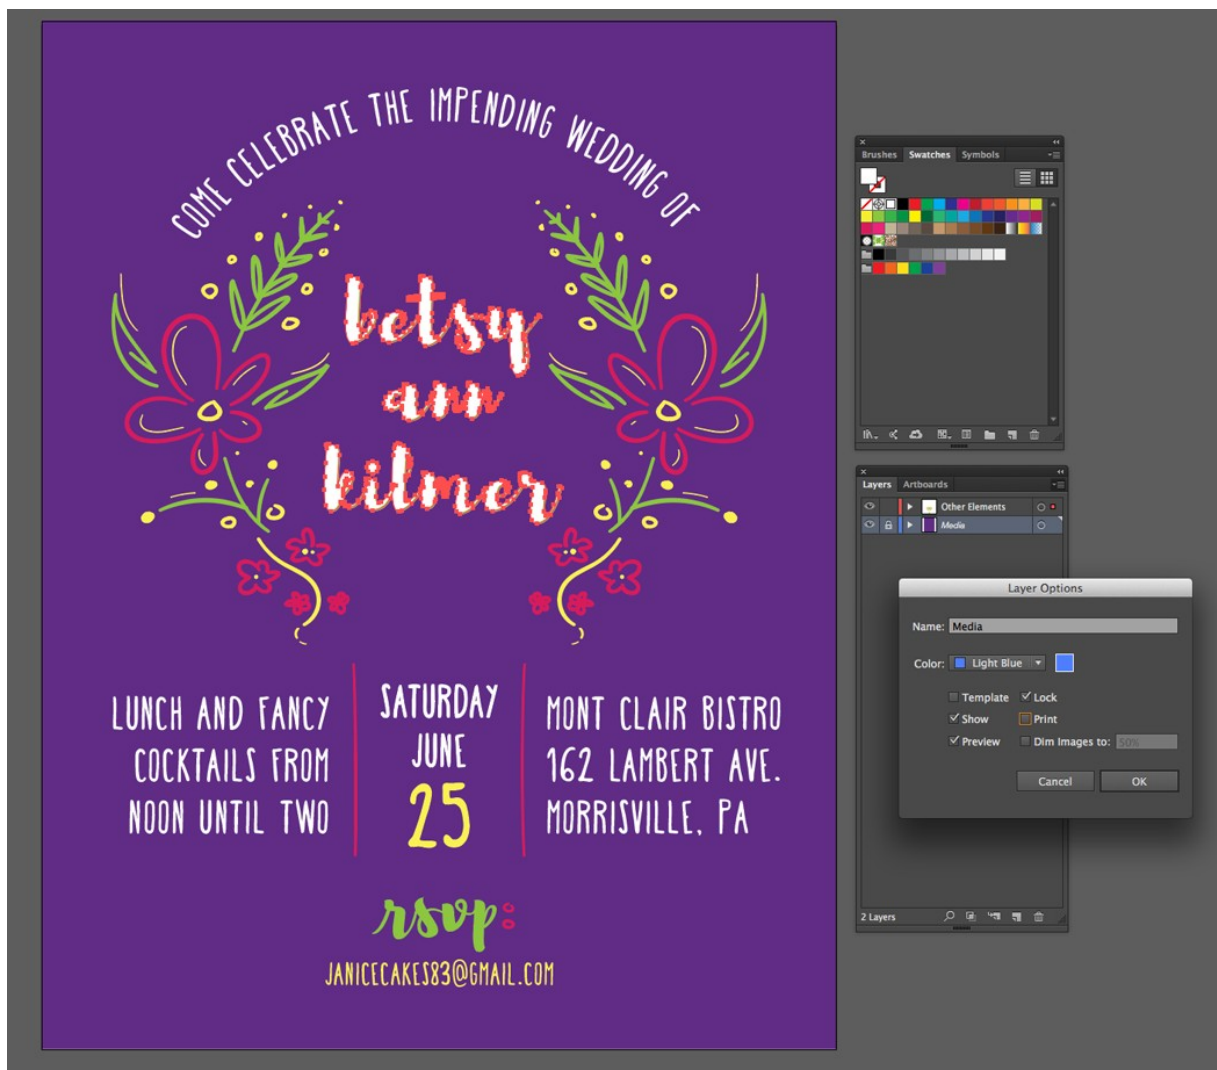 COME CELEBRATE THE IMPENDING WEDDING OF
betsy
ann
kilmer
LUNCH AND FANCY
COCKTAILS FROM
NOON UNTIL TWO
SATURDAY
JUNE
25
MONT CLAIR BISTRO
162 LAMBERT AVE.
MORRISVILLE, PA
rsvp:
JANICECAKES83@GMAIL.COM
Brushes Swatches Symbols
Layers Artboards
Other Elements
Media
Layer Options
Name: Media
Color: Light Blue
Template Lock
Show Print
Preview Dim Images to: 50%
Cancel OK
2 Layers